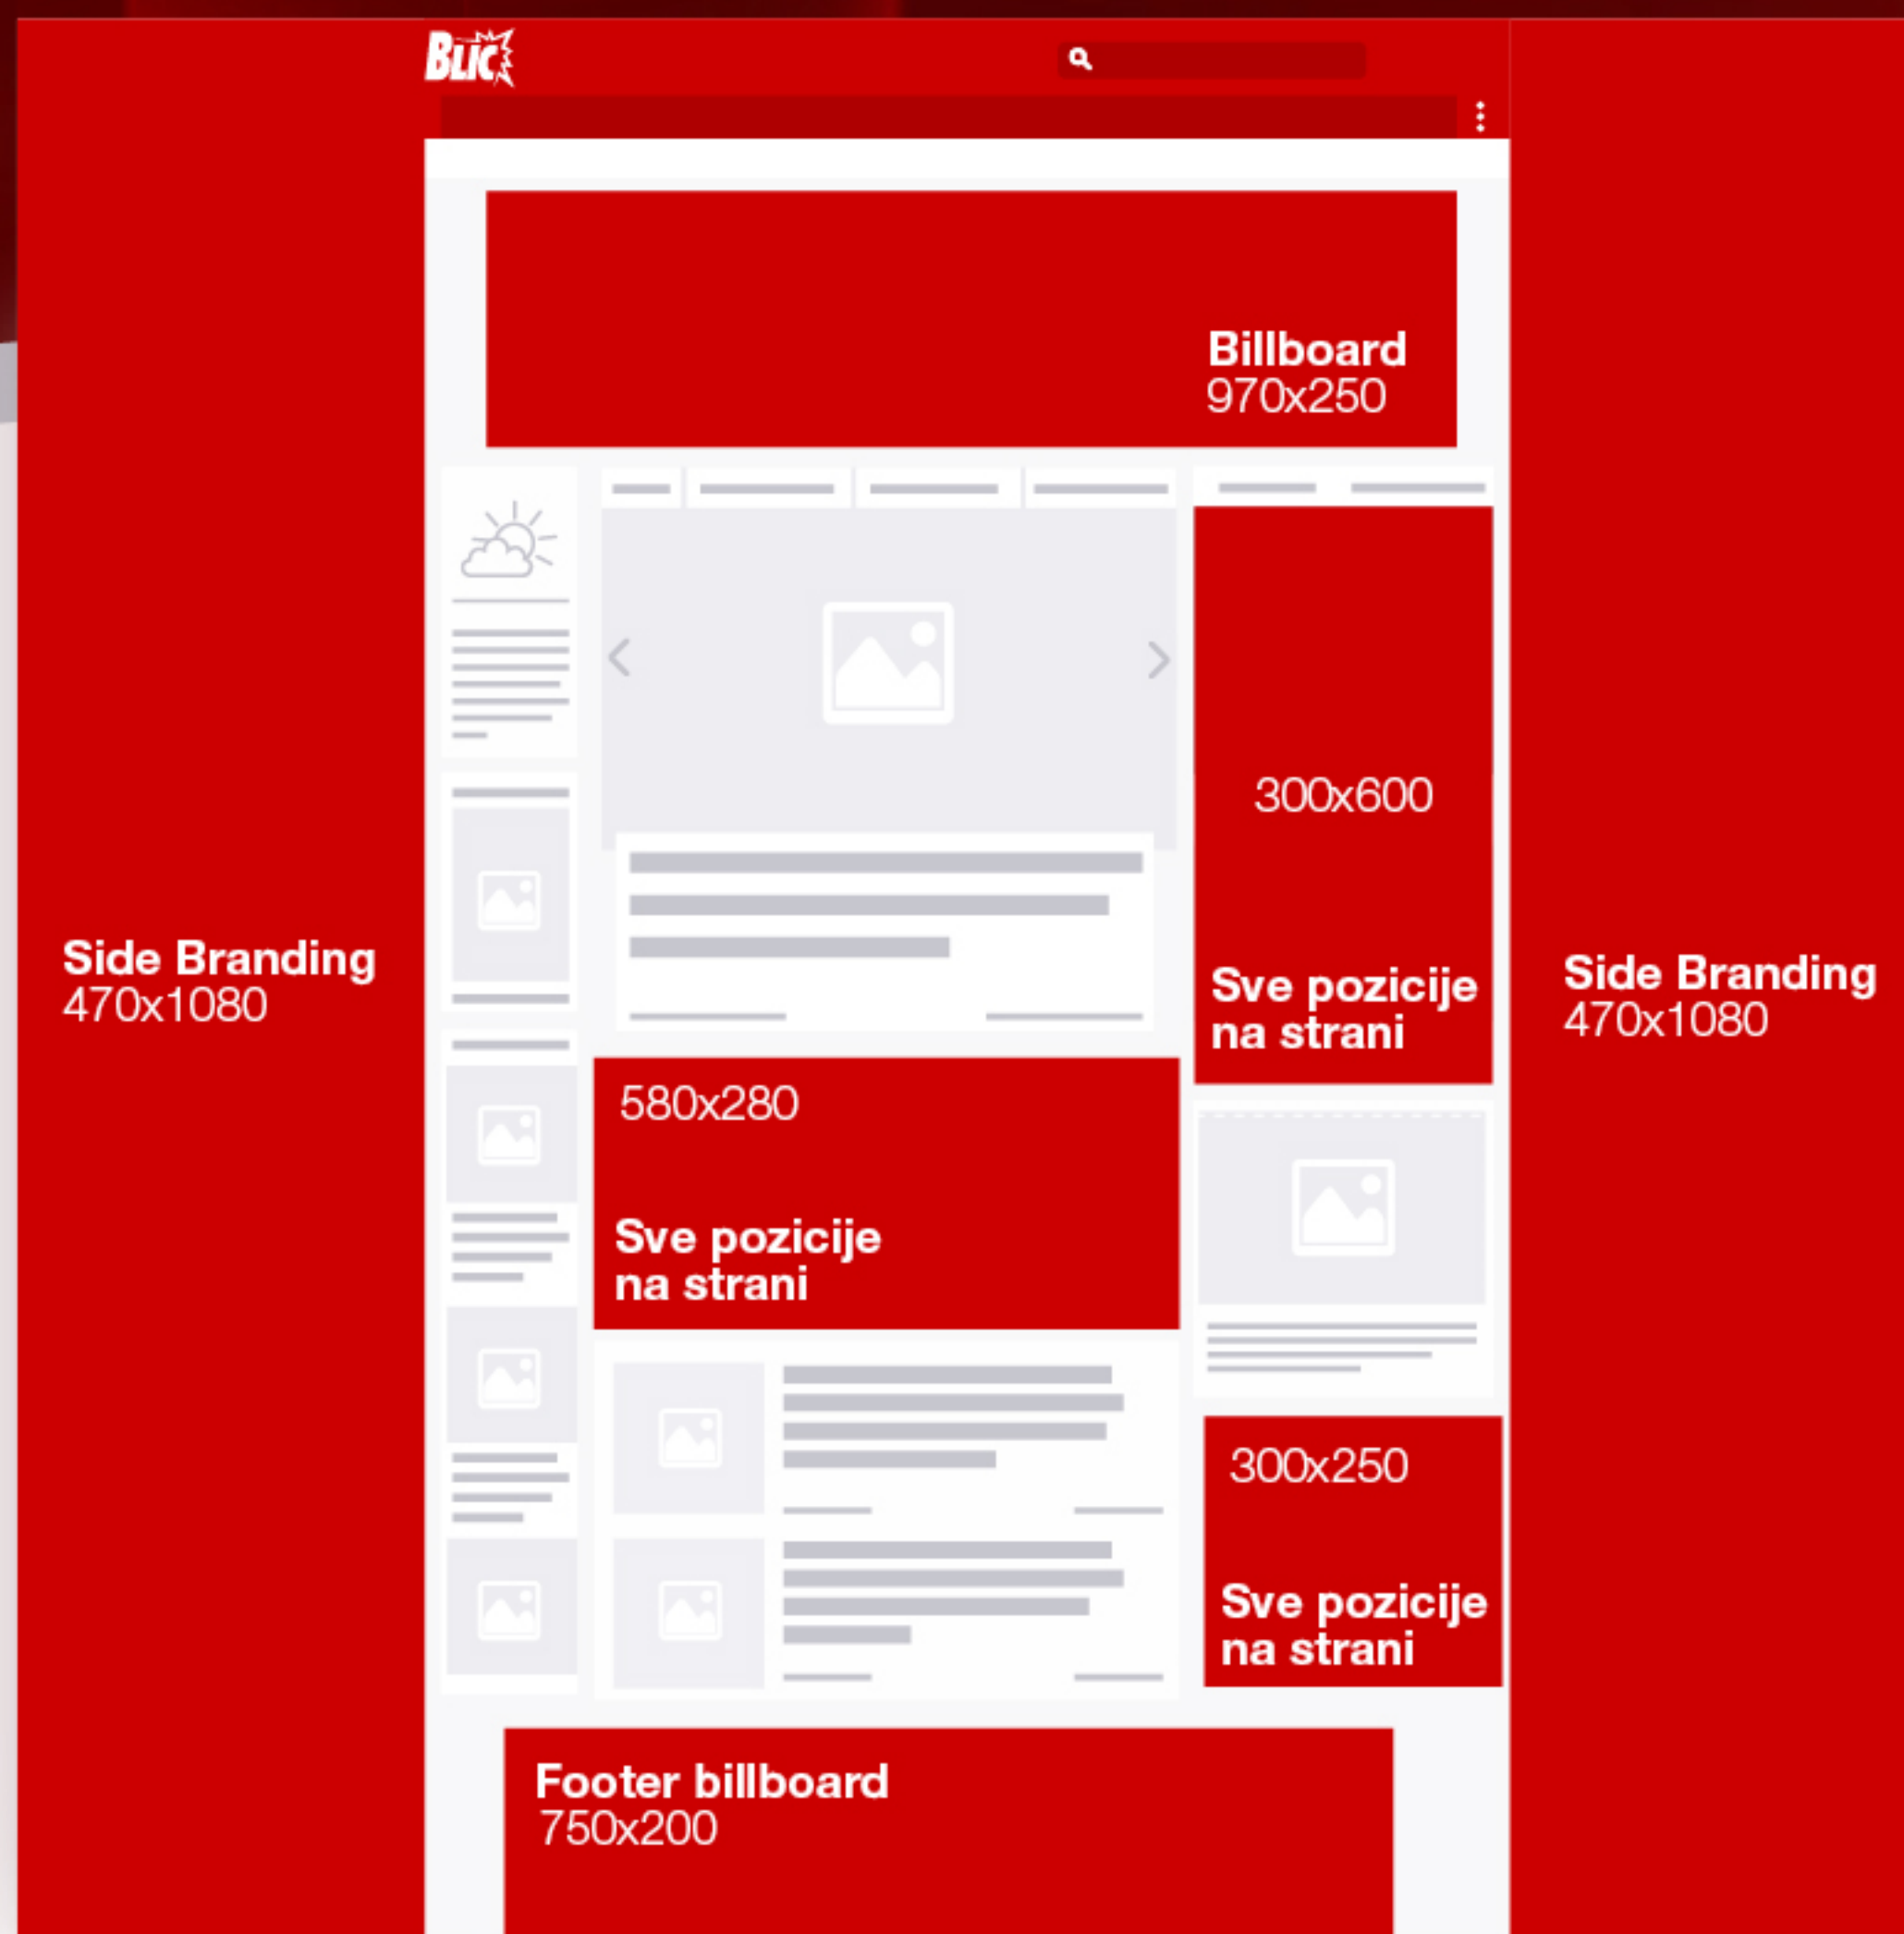 BLIC
Billboard
970x250
300x600
Sve pozicije
na strani
Side Branding
470x1080
Side Branding
470x1080
580x280
Sve pozicije
na strani
300x250
Sve pozicije
na strani
Footer billboard
750x200